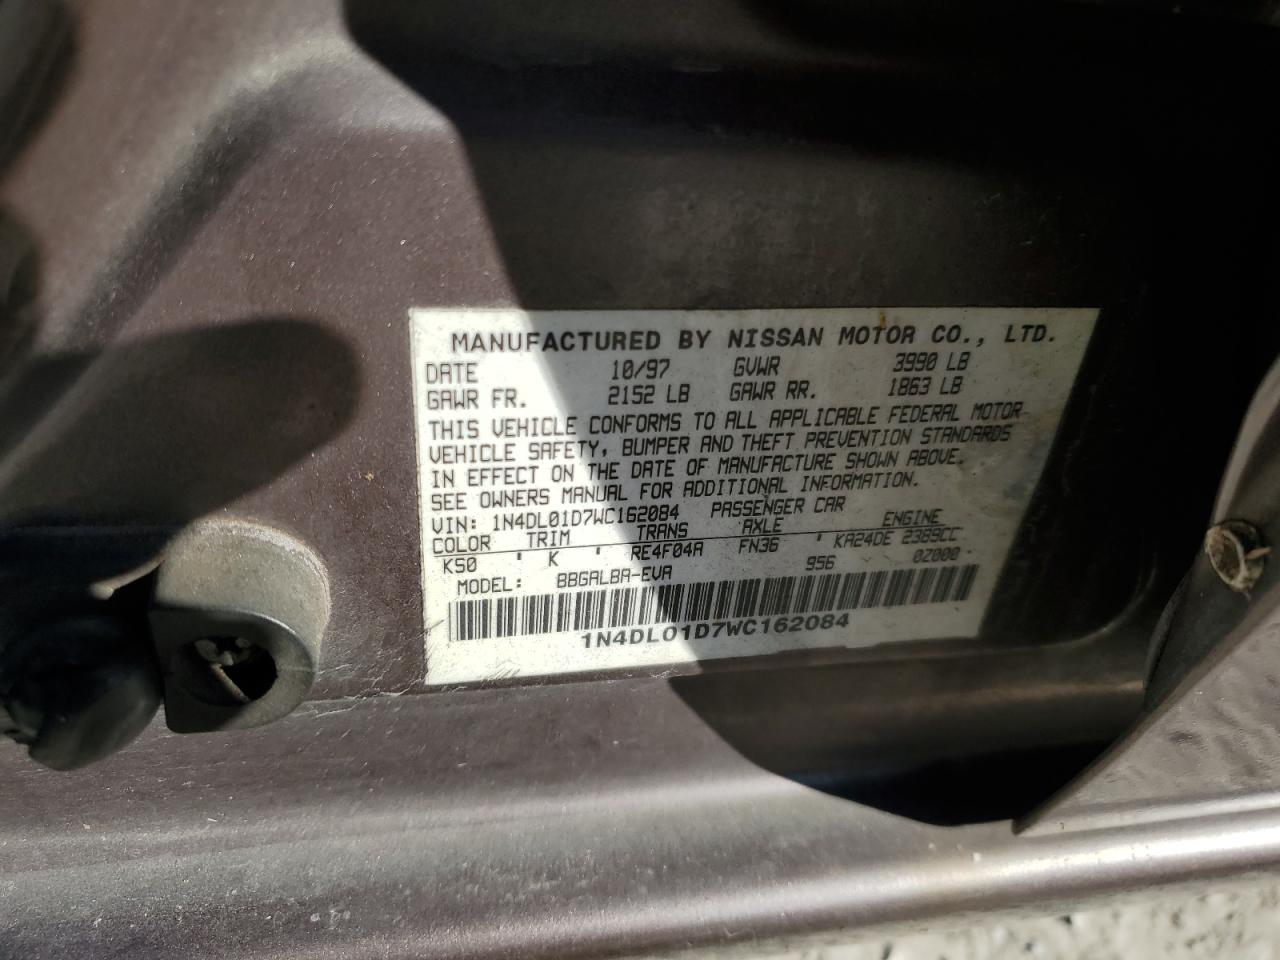 MANUFACTURED BY NISSAN MOTOR CO., LTD.
DATE 10/97 GVWR 3990 LB
GAWR FR. 2152 LB GAWR RR. 1863 LB
THIS VEHICLE CONFORMS TO ALL APPLICABLE FEDERAL MOTOR
VEHICLE SAFETY, BUMPER AND THEFT PREVENTION STANDARDS
IN EFFECT ON THE DATE OF MANUFACTURE SHOWN ABOVE.
SEE OWNERS MANUAL FOR ADDITIONAL INFORMATION.
VIN: 1N4DL01D7WC162084 PASSENGER CAR
COLOR TRIM TRANS AXLE ENGINE
KS0 ' K ' RE4F04A FN36 ' KA24DE 2389CC
MODEL: BBGALBA-EVA 956 0Z000
1N4DL01D7WC162084